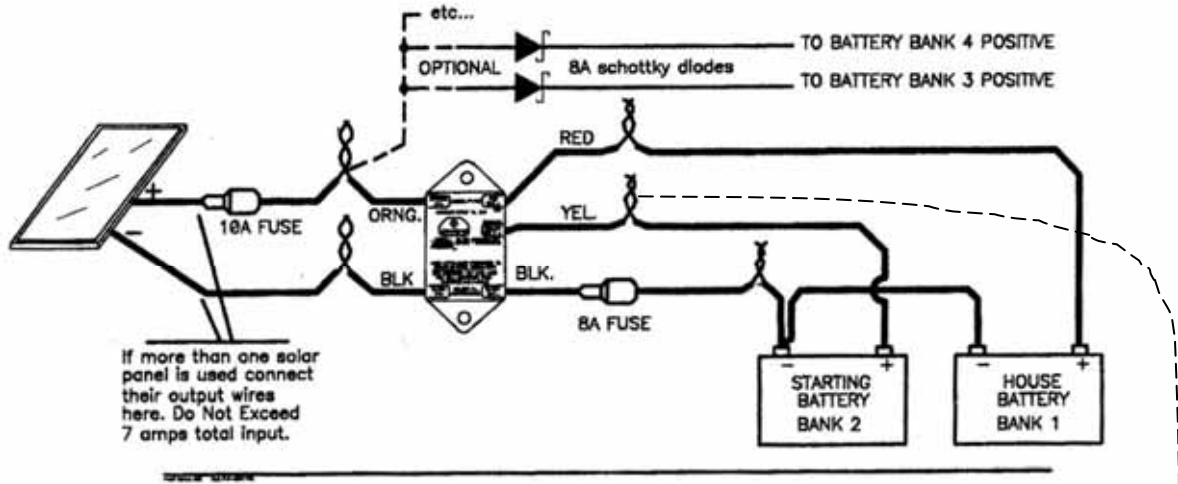 etc...
TO BATTERY BANK 4 POSITIVE
OPTIONAL
8A schottky diodes
TO BATTERY BANK 3 POSITIVE
RED
+
10A FUSE
ORNG.
YEL.
-
BLK
BLK.
8A FUSE
If more than one solar
panel is used connect
their output wires
here. Do Not Exceed
7 amps total input.
- +
STARTING
BATTERY
BANK 2
- +
HOUSE
BATTERY
BANK 1